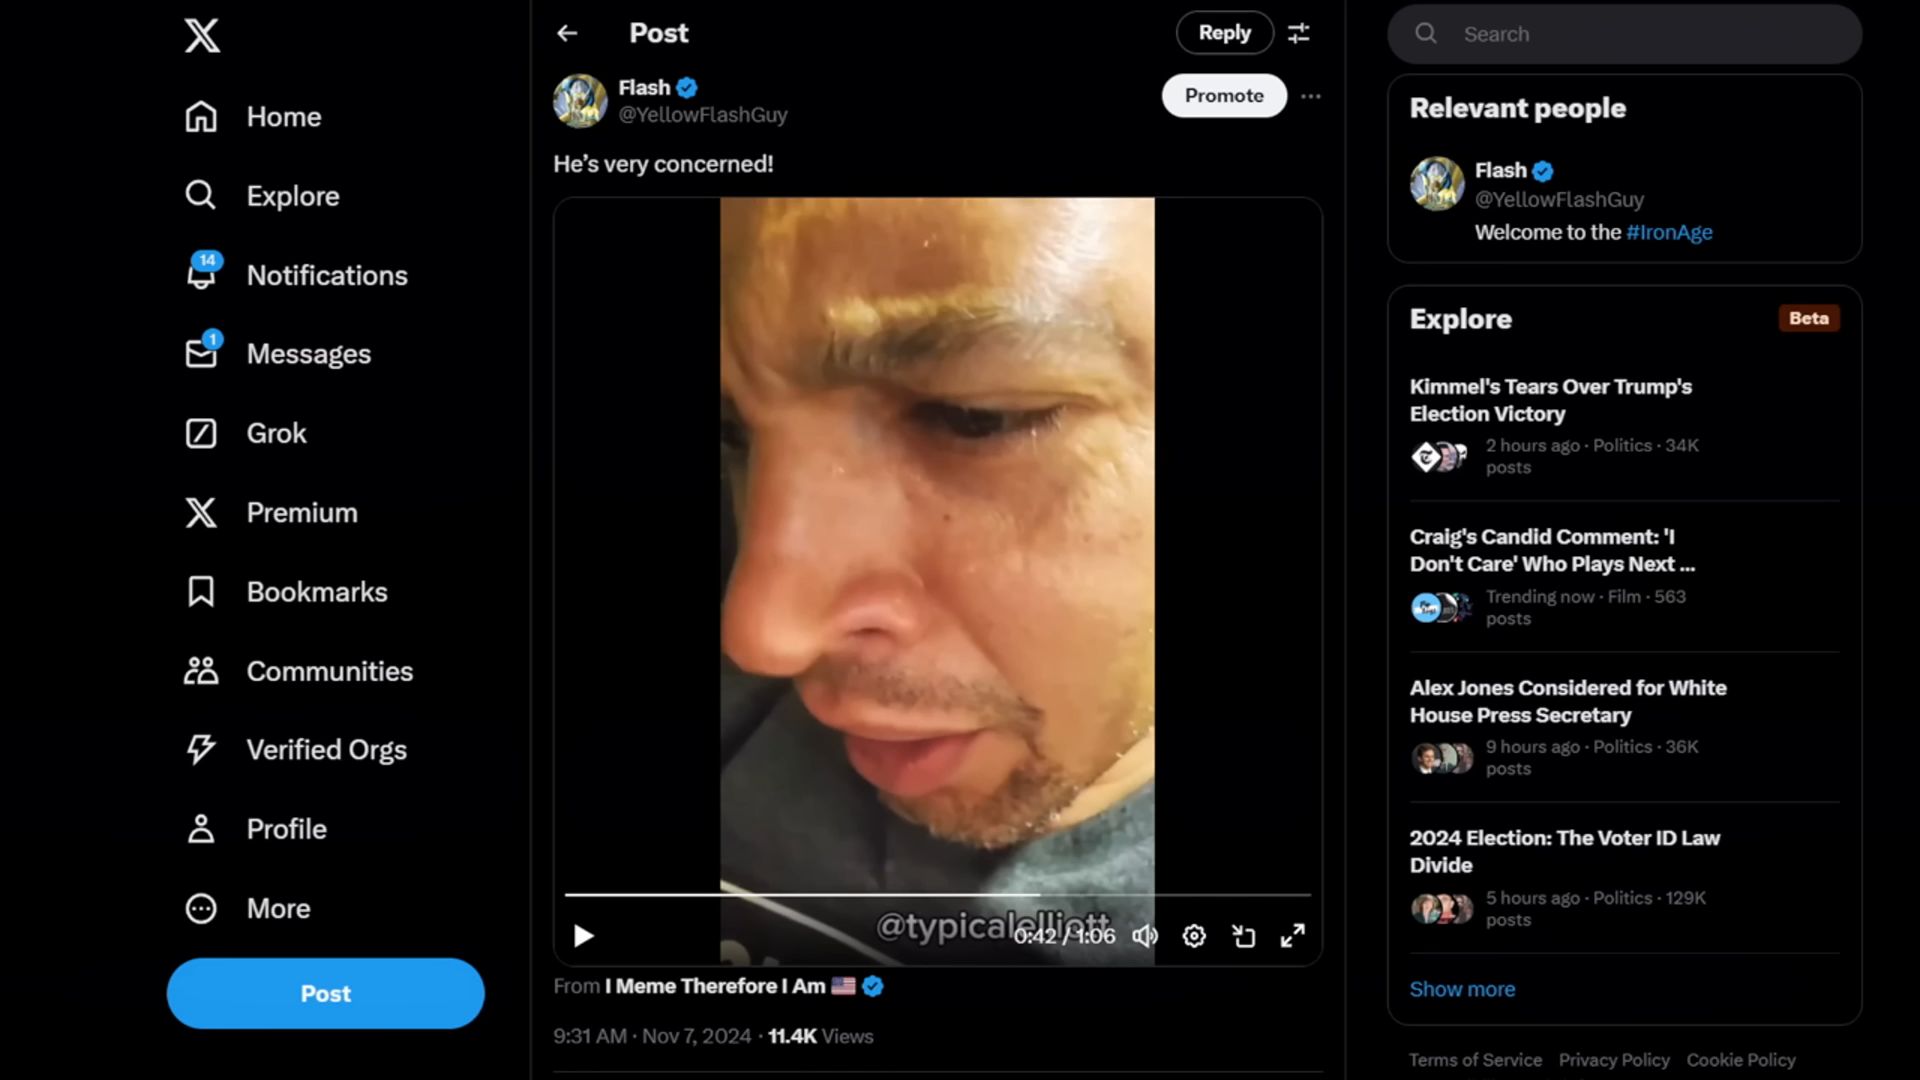 Home
Explore
14
Notifications
1
Messages
Grok
Premium
Bookmarks
Communities
Verified Orgs
Profile
More
Post
Post
Reply
Flash
@YellowFlashGuy
Promote
He's very concerned!
@typicalelliott
0:42 / 1:06
From I Meme Therefore I Am 🇺🇸
9:31 AM · Nov 7, 2024 · 11.4K Views
Search
Relevant people
Flash
@YellowFlashGuy
Welcome to the #IronAge
Explore
Beta
Kimmel's Tears Over Trump's
Election Victory
2 hours ago · Politics · 34K
posts
Craig's Candid Comment: 'I
Don't Care' Who Plays Next ...
Trending now · Film · 563
posts
Alex Jones Considered for White
House Press Secretary
9 hours ago · Politics · 36K
posts
2024 Election: The Voter ID Law
Divide
5 hours ago · Politics · 129K
posts
Show more
Terms of Service Privacy Policy Cookie Policy